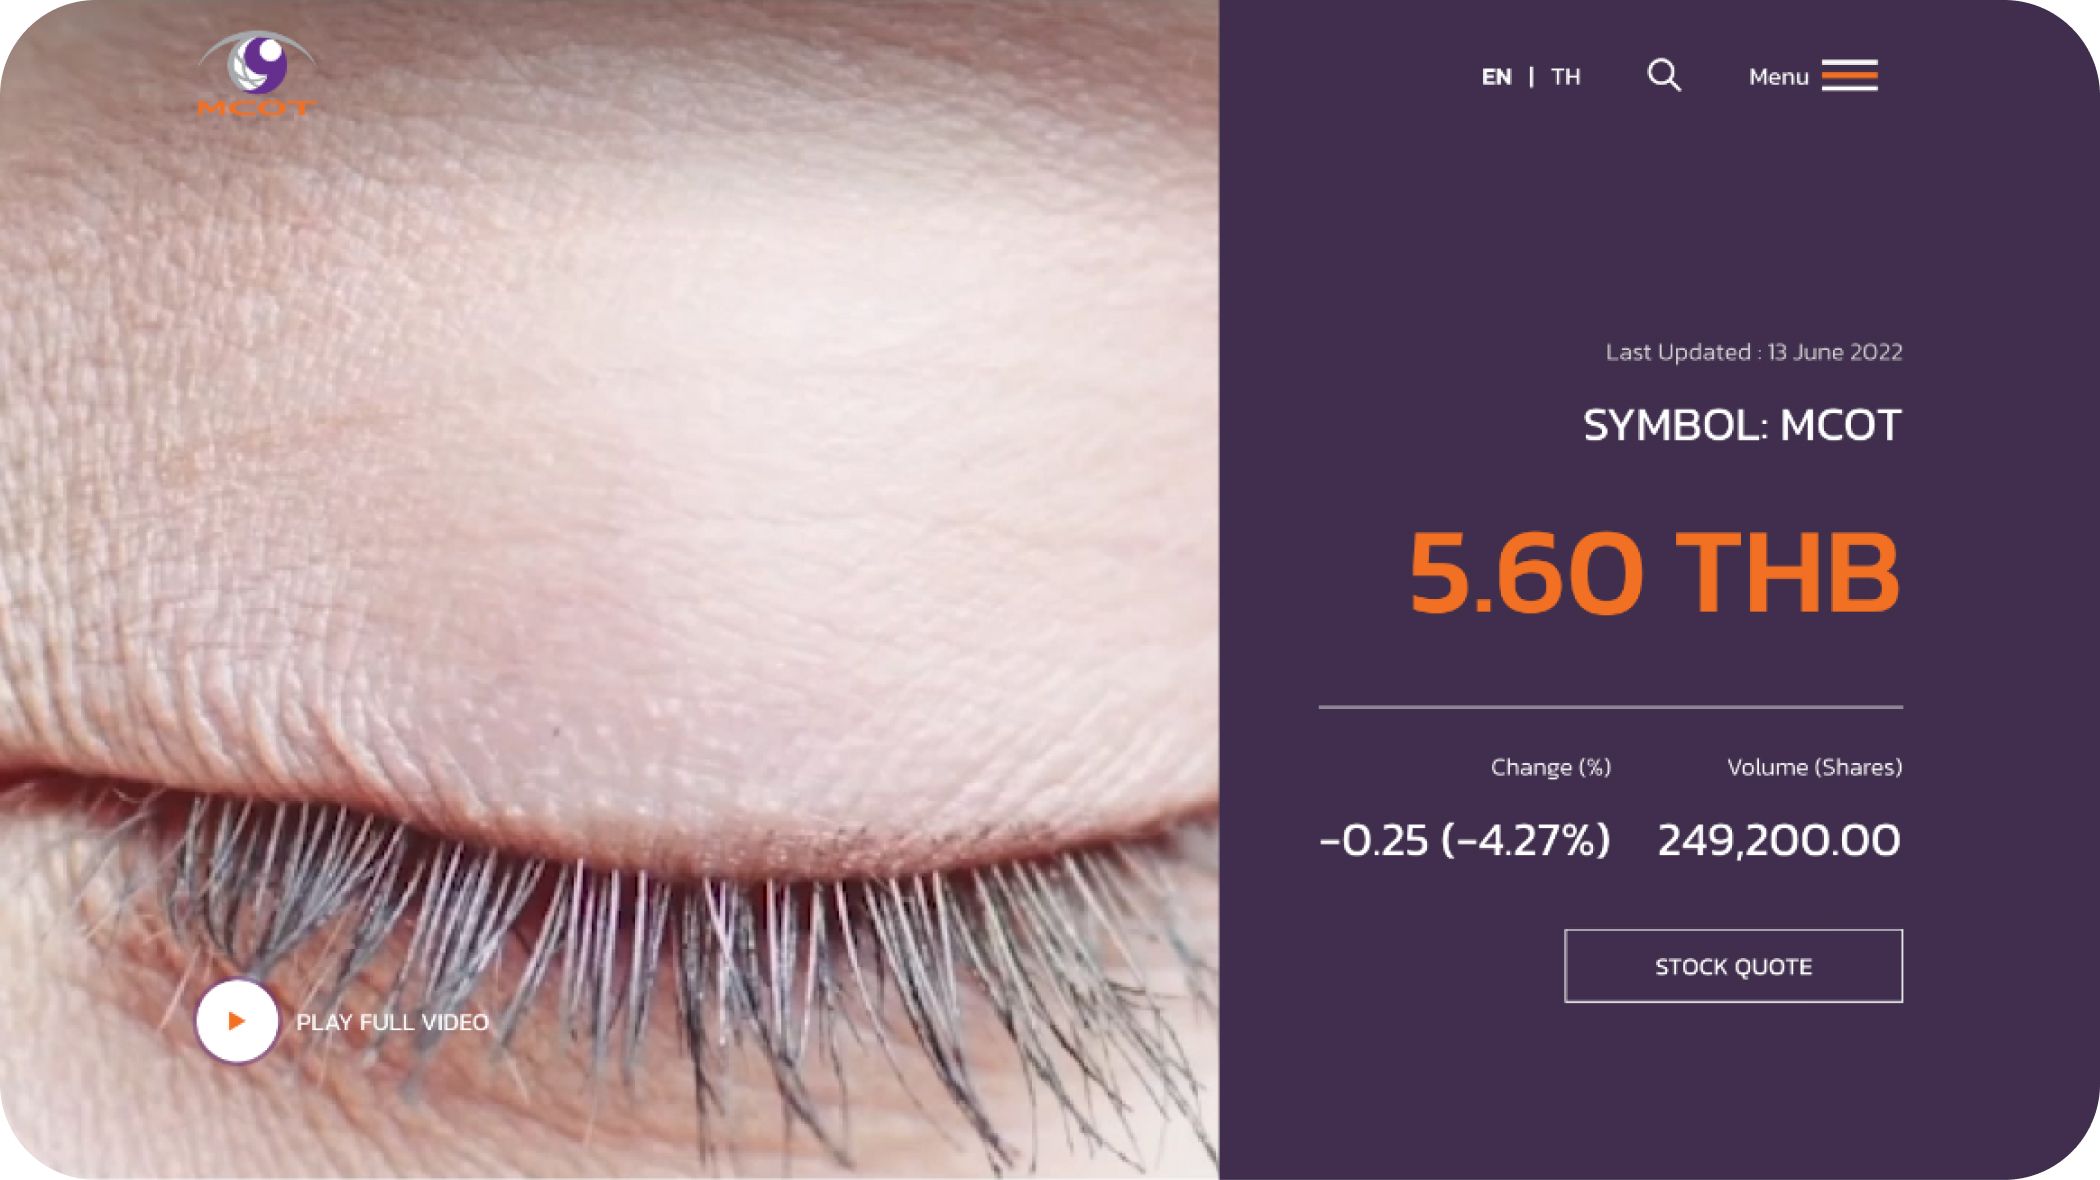 MCOT
EN | TH
Menu
Last Updated : 13 June 2022
SYMBOL: MCOT
5.60 THB
Change (%)
Volume (Shares)
-0.25 (-4.27%)
249,200.00
STOCK QUOTE
PLAY FULL VIDEO